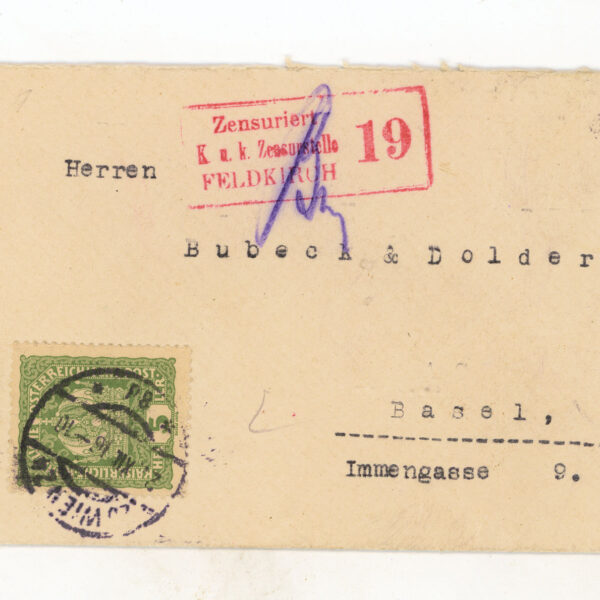 Zensuriert
K. u. k. Zensurstelle
FELDKIRCH
19
Herren
Bubeck & Dolder
Basel,
Immengasse 9.
WIEN